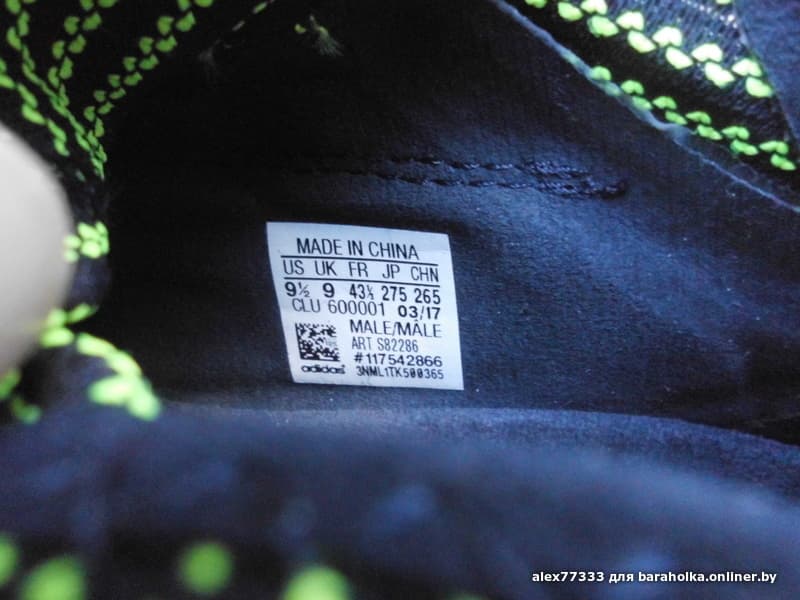 MADE IN CHINA
US UK FR JP CHN
9½ 9 43⅓ 275 265
CLU 600001 03/17
MALE/MÂLE
ART S82286
#117542866
adidas 3NML1TK500365
alex77333 для baraholka.onliner.by